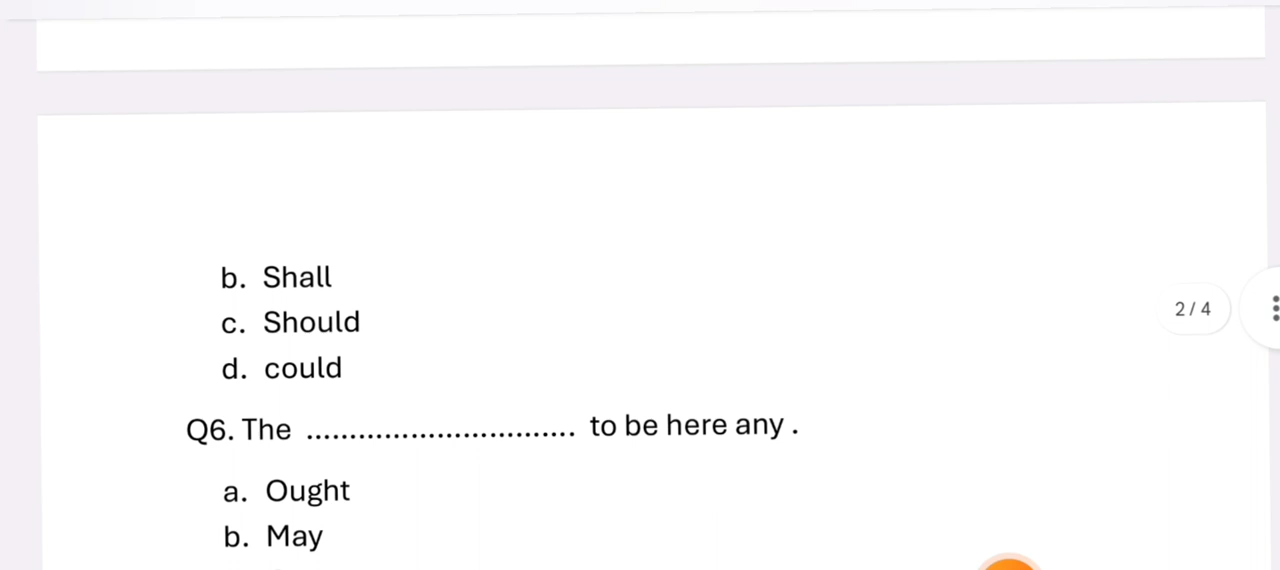 b. Shall
c. Should
2 / 4
d. could
Q6. The ................................ to be here any .
a. Ought
b. May